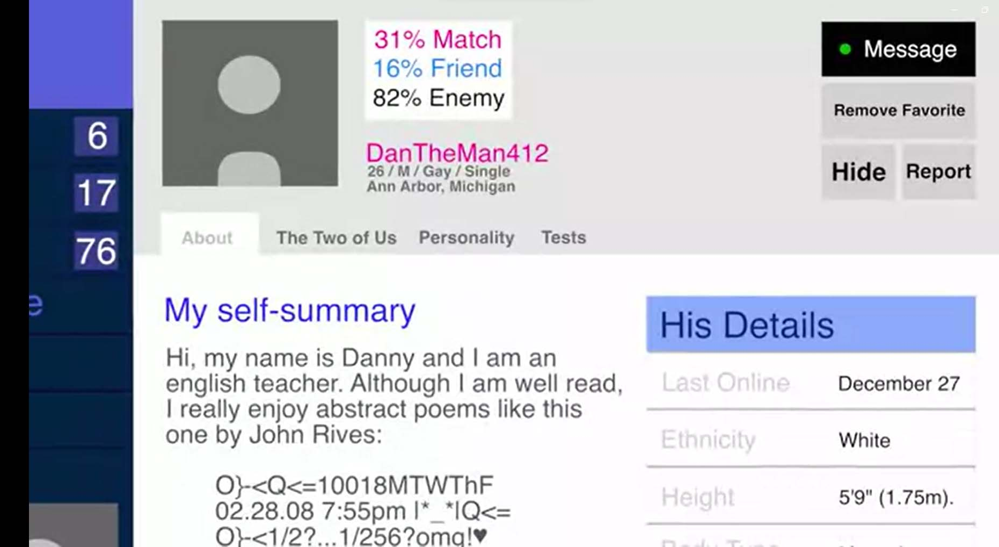 31% Match
16% Friend
82% Enemy
Message
Remove Favorite
Hide
Report
DanTheMan412
26 / M / Gay / Single
Ann Arbor, Michigan
6
17
76
e
About
The Two of Us
Personality
Tests
My self-summary
Hi, my name is Danny and I am an
english teacher. Although I am well read,
I really enjoy abstract poems like this
one by John Rives:
O}-<Q<=10018MTWThF
02.28.08 7:55pm |*_*|Q<=
O}-<1/2?...1/256?omg!♥
His Details
Last Online December 27
Ethnicity White
Height 5'9" (1.75m).